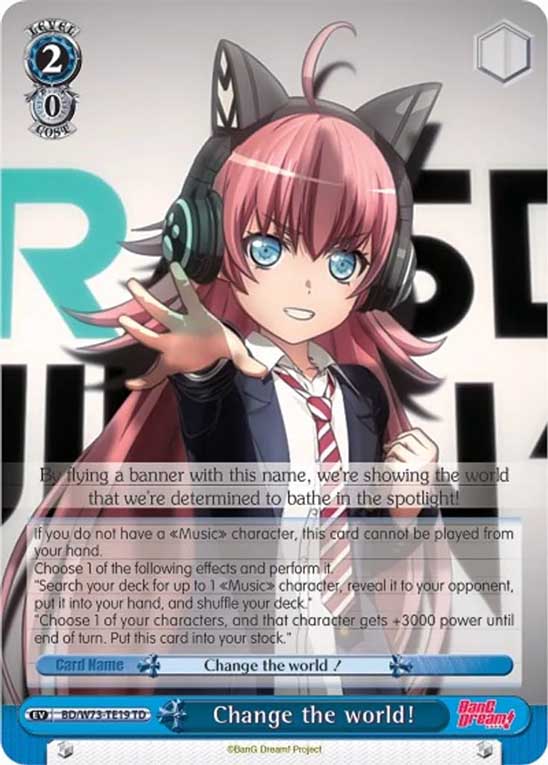 LEVEL
2
0
COST
By flying a banner with this name, we're showing the world
that we're determined to bathe in the spotlight!
If you do not have a «Music» character, this card cannot be played from
your hand.
Choose 1 of the following effects and perform it.
"Search your deck for up to 1 «Music» character, reveal it to your opponent,
put it into your hand, and shuffle your deck."
"Choose 1 of your characters, and that character gets +3000 power until
end of turn. Put this card into your stock."
Card Name Change the world !
EV BD/W73-TE19 TD Change the world! BanG Dream!
©BanG Dream! Project